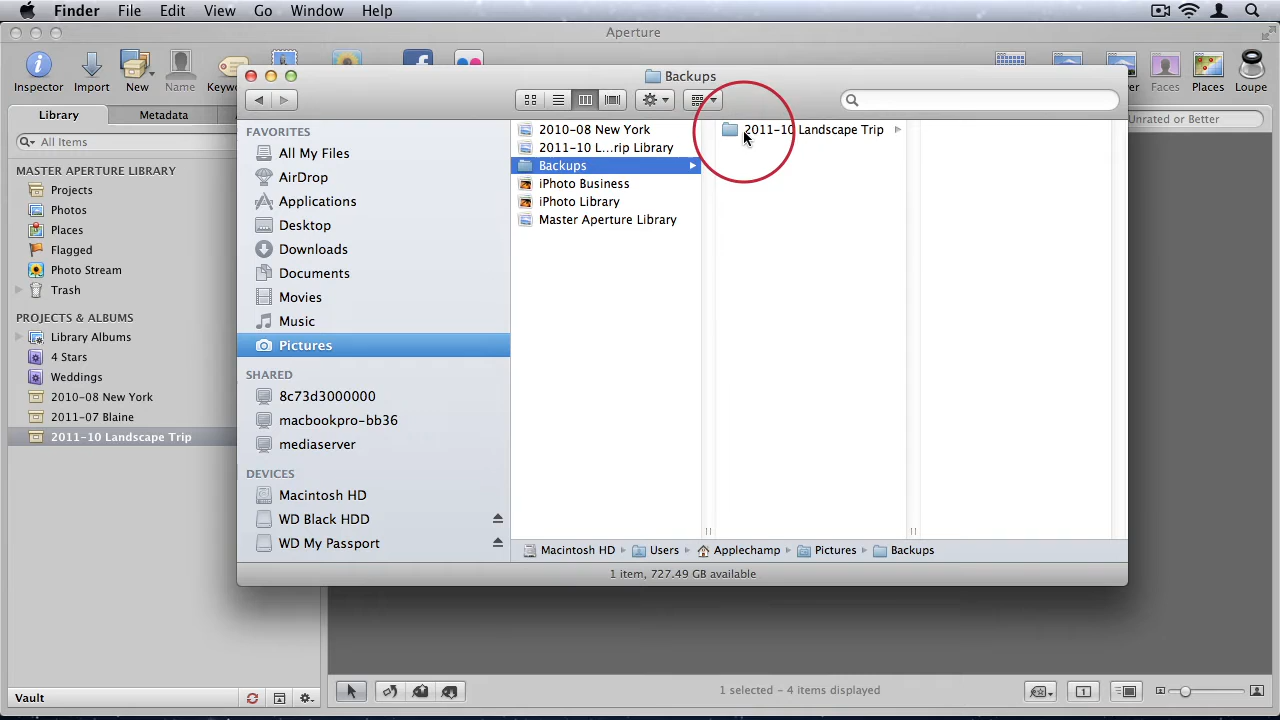 Finder File Edit View Go Window Help
Aperture
Inspector Import New Name Faces Places Loupe
Backups
Library Metadata
Unrated or Better
All Items
MASTER APERTURE LIBRARY
Projects
Photos
Places
Flagged
Photo Stream
Trash
PROJECTS & ALBUMS
Library Albums
4 Stars
Weddings
2010-08 New York
2011-07 Blaine
2011-10 Landscape Trip
Vault
FAVORITES
All My Files
AirDrop
Applications
Desktop
Downloads
Documents
Movies
Music
Pictures
SHARED
8c73d3000000
macbookpro-bb36
mediaserver
DEVICES
Macintosh HD
WD Black HDD
WD My Passport
2010-08 New York
2011-10 L...rip Library
Backups
iPhoto Business
iPhoto Library
Master Aperture Library
2011-10 Landscape Trip
Macintosh HD Users Applechamp Pictures Backups
1 item, 727.49 GB available
1 selected - 4 items displayed
1